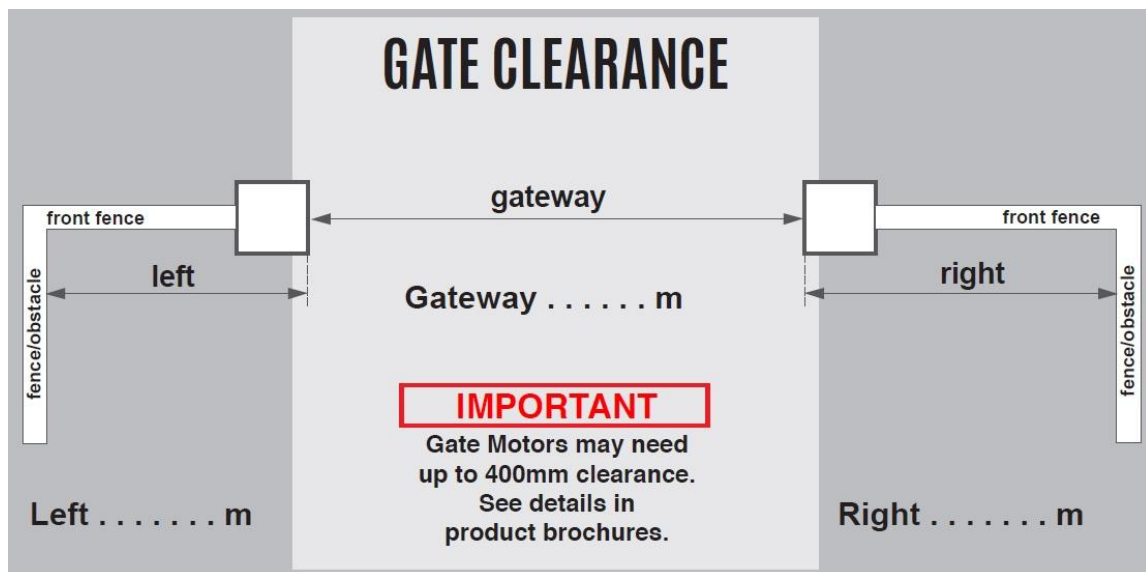 GATE CLEARANCE
gateway
front fence
front fence
left
right
fence/obstacle
fence/obstacle
Gateway . . . . . . m
IMPORTANT
Gate Motors may need
up to 400mm clearance.
See details in
product brochures.
Left . . . . . . . m
Right . . . . . . . m